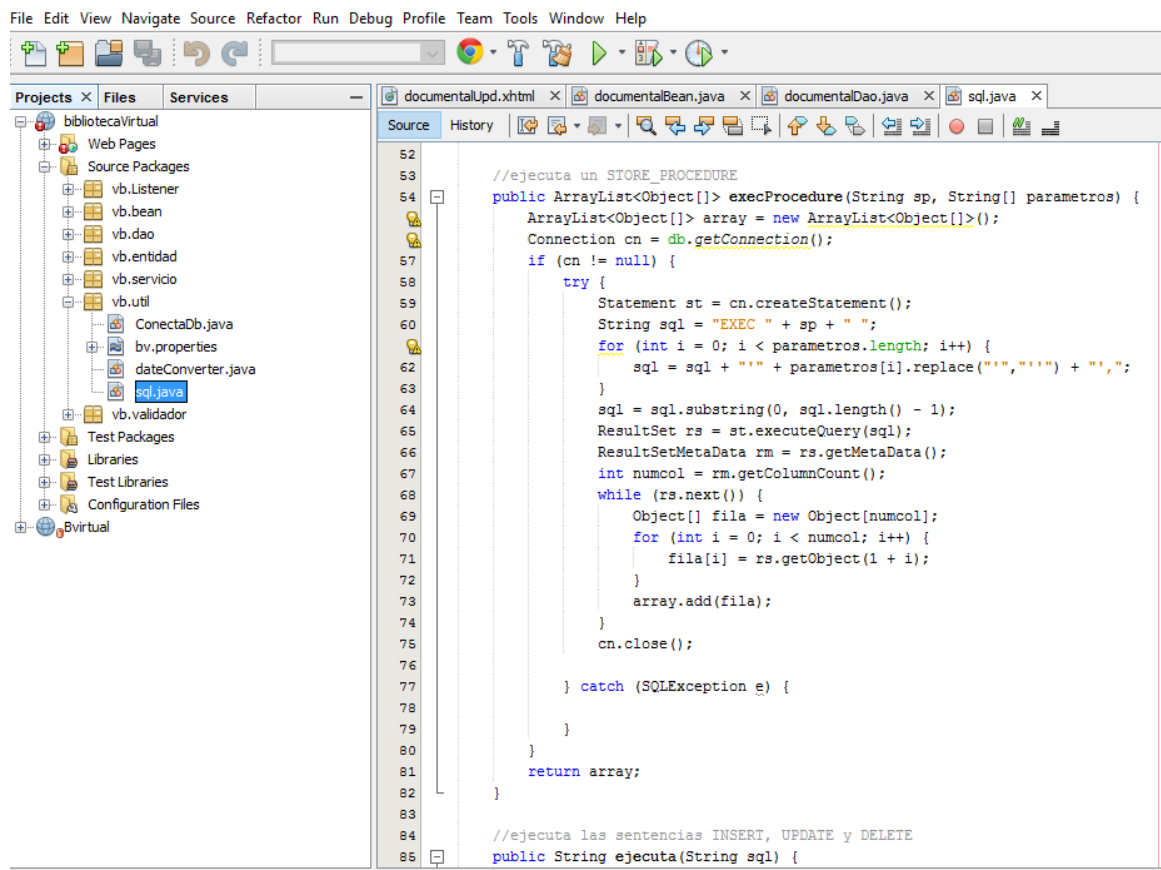 File Edit View Navigate Source Refactor Run Debug Profile Team Tools Window Help
Projects Files Services
bibliotecaVirtual
Web Pages
Source Packages
vb.Listener
vb.bean
vb.dao
vb.entidad
vb.servicio
vb.util
ConectaDb.java
bv.properties
dateConverter.java
sql.java
vb.validador
Test Packages
Libraries
Test Libraries
Configuration Files
Bvirtual
documentalUpd.xhtml documentalBean.java documentalDao.java sql.java
Source History
52
53 //ejecuta un STORE_PROCEDURE
54 public ArrayList<Object[]> execProcedure(String sp, String[] parametros) {
ArrayList<Object[]> array = new ArrayList<Object[]>();
Connection cn = db.getConnection();
57 if (cn != null) {
58 try {
59 Statement st = cn.createStatement();
60 String sql = "EXEC " + sp + " ";
for (int i = 0; i < parametros.length; i++) {
62 sql = sql + "'" + parametros[i].replace("'","''") + "',";
63 }
64 sql = sql.substring(0, sql.length() - 1);
65 ResultSet rs = st.executeQuery(sql);
66 ResultSetMetaData rm = rs.getMetaData();
67 int numcol = rm.getColumnCount();
68 while (rs.next()) {
69 Object[] fila = new Object[numcol];
70 for (int i = 0; i < numcol; i++) {
71 fila[i] = rs.getObject(1 + i);
72 }
73 array.add(fila);
74 }
75 cn.close();
76
77 } catch (SQLException e) {
78
79 }
80 }
81 return array;
82 }
83
84 //ejecuta las sentencias INSERT, UPDATE y DELETE
85 public String ejecuta(String sql) {